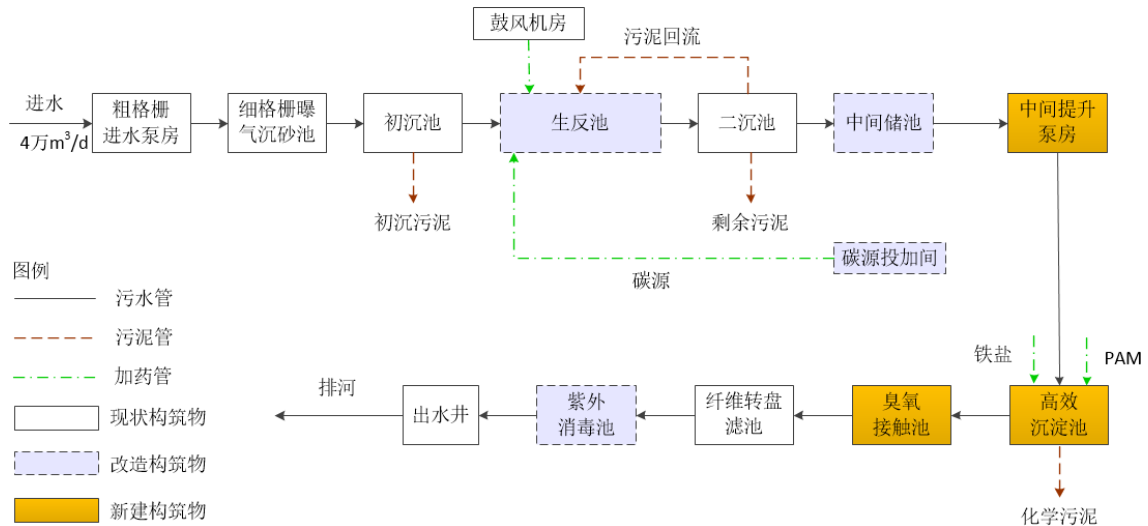 鼓风机房
污泥回流
进水
4万m³/d
粗格栅
进水泵房
细格栅曝
气沉砂池
初沉池
生反池
二沉池
中间储池
中间提升
泵房
初沉污泥
剩余污泥
碳源投加间
碳源
图例
污水管
污泥管
加药管
现状构筑物
改造构筑物
新建构筑物
铁盐
PAM
排河
出水井
紫外
消毒池
纤维转盘
滤池
臭氧
接触池
高效
沉淀池
化学污泥